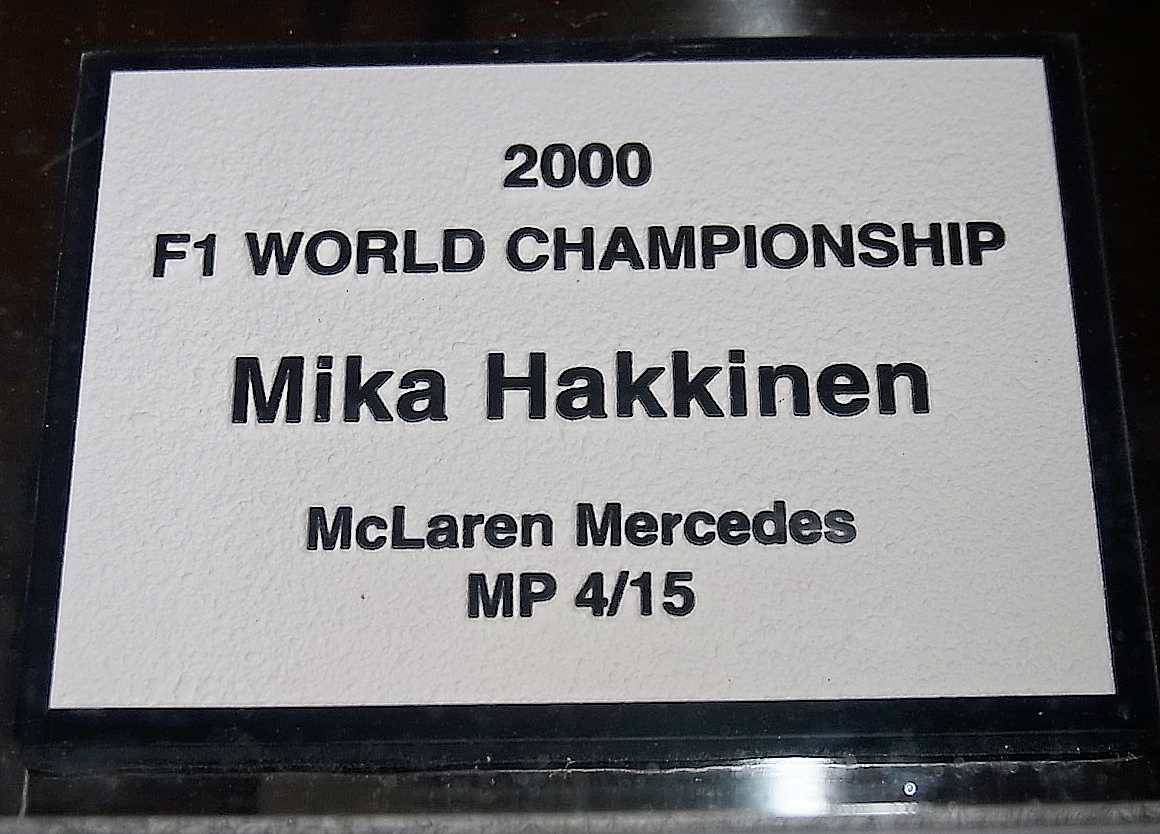 2000
F1 WORLD CHAMPIONSHIP
Mika Hakkinen
McLaren Mercedes
MP 4/15